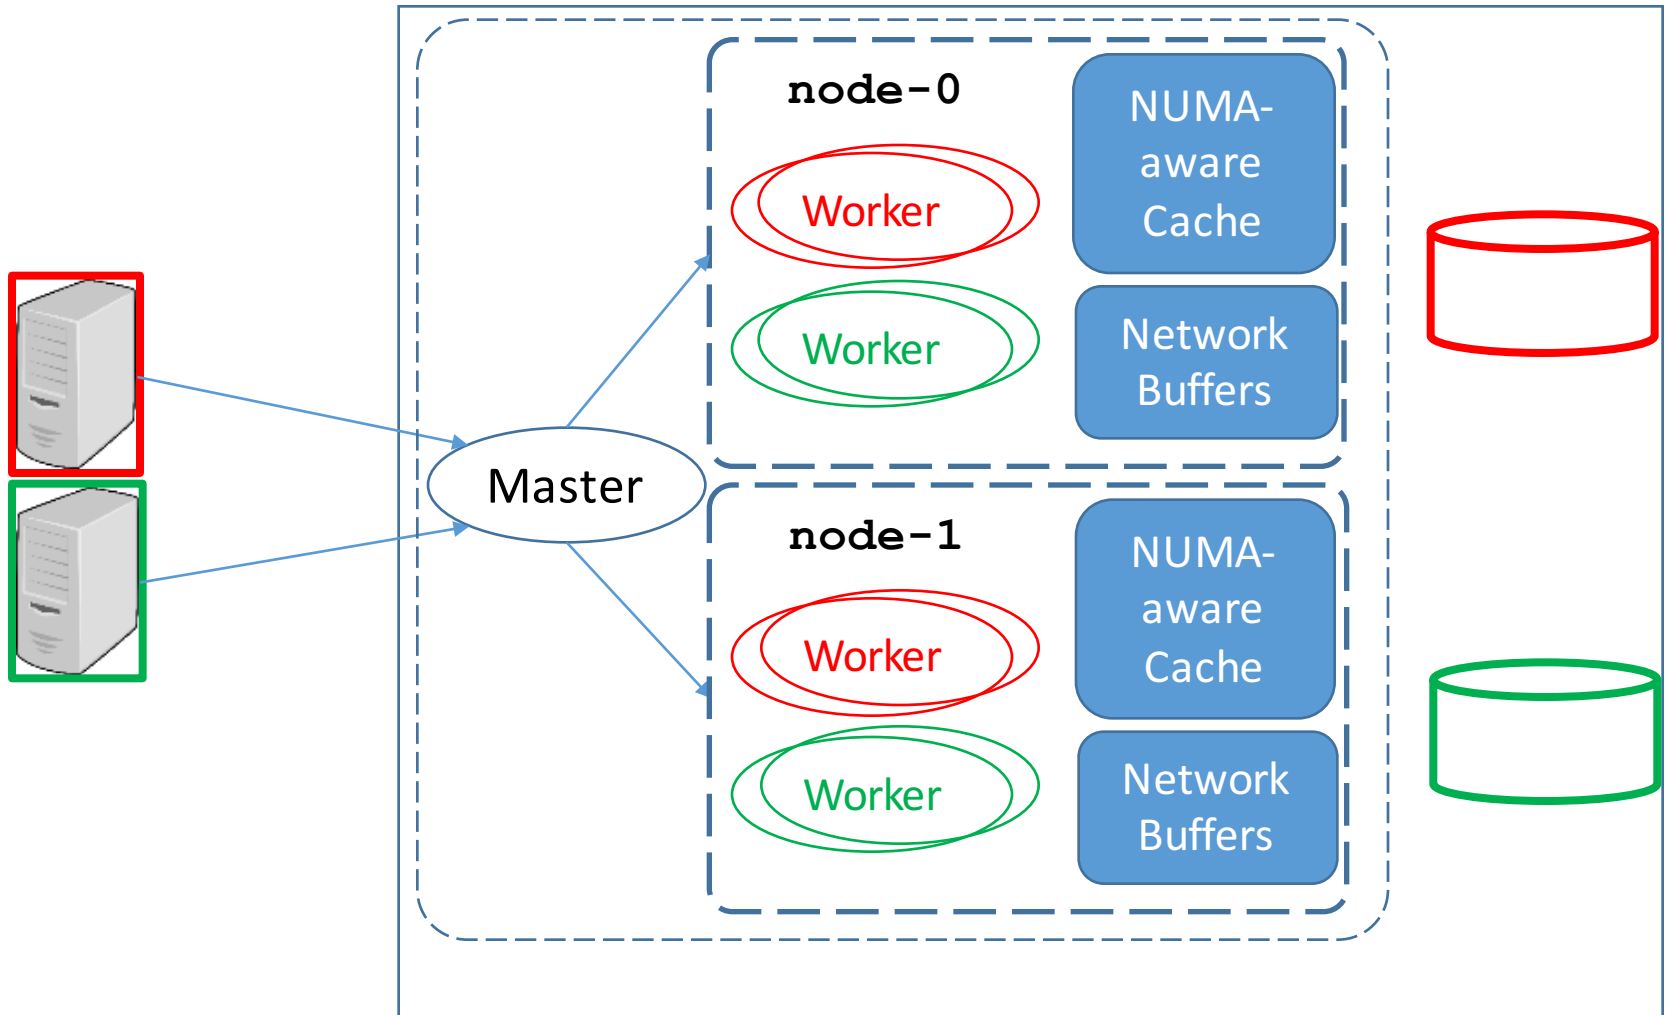 node-0
Worker
Worker
NUMA-
aware
Cache
Network
Buffers
Master
node-1
Worker
Worker
NUMA-
aware
Cache
Network
Buffers